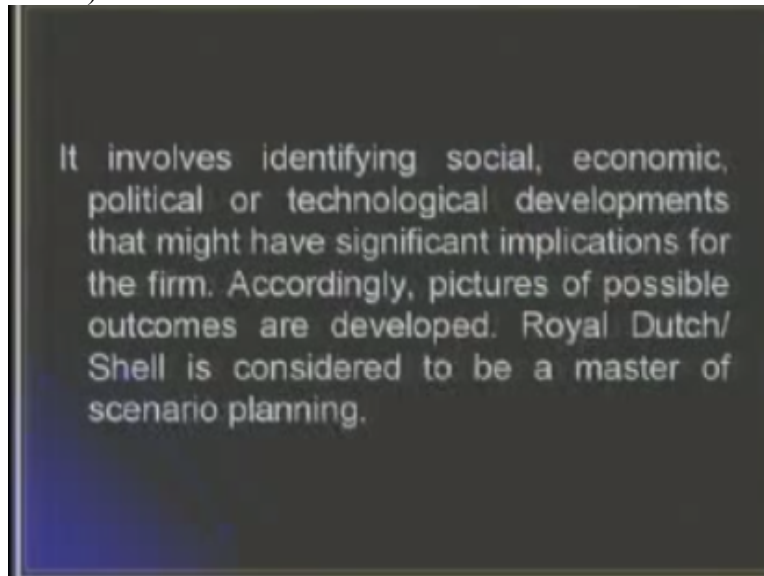 It involves identifying social, economic,
political or technological developments
that might have significant implications for
the firm. Accordingly, pictures of possible
outcomes are developed. Royal Dutch/
Shell is considered to be a master of
scenario planning.